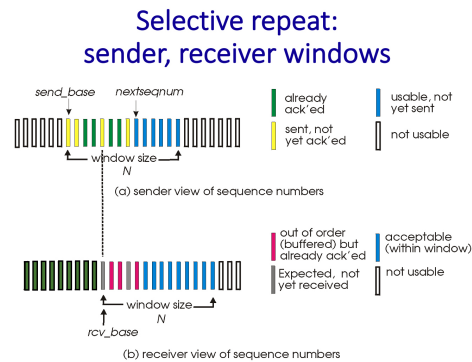 Selective repeat:
sender, receiver windows
send_base
nextseqnum
already
ack'ed
usable, not
yet sent
sent, not
yet ack'ed
not usable
window size
N
(a) sender view of sequence numbers
out of order
(buffered) but
already ack'ed
acceptable
(within window)
Expected, not
yet received
not usable
window size
N
rcv_base
(b) receiver view of sequence numbers